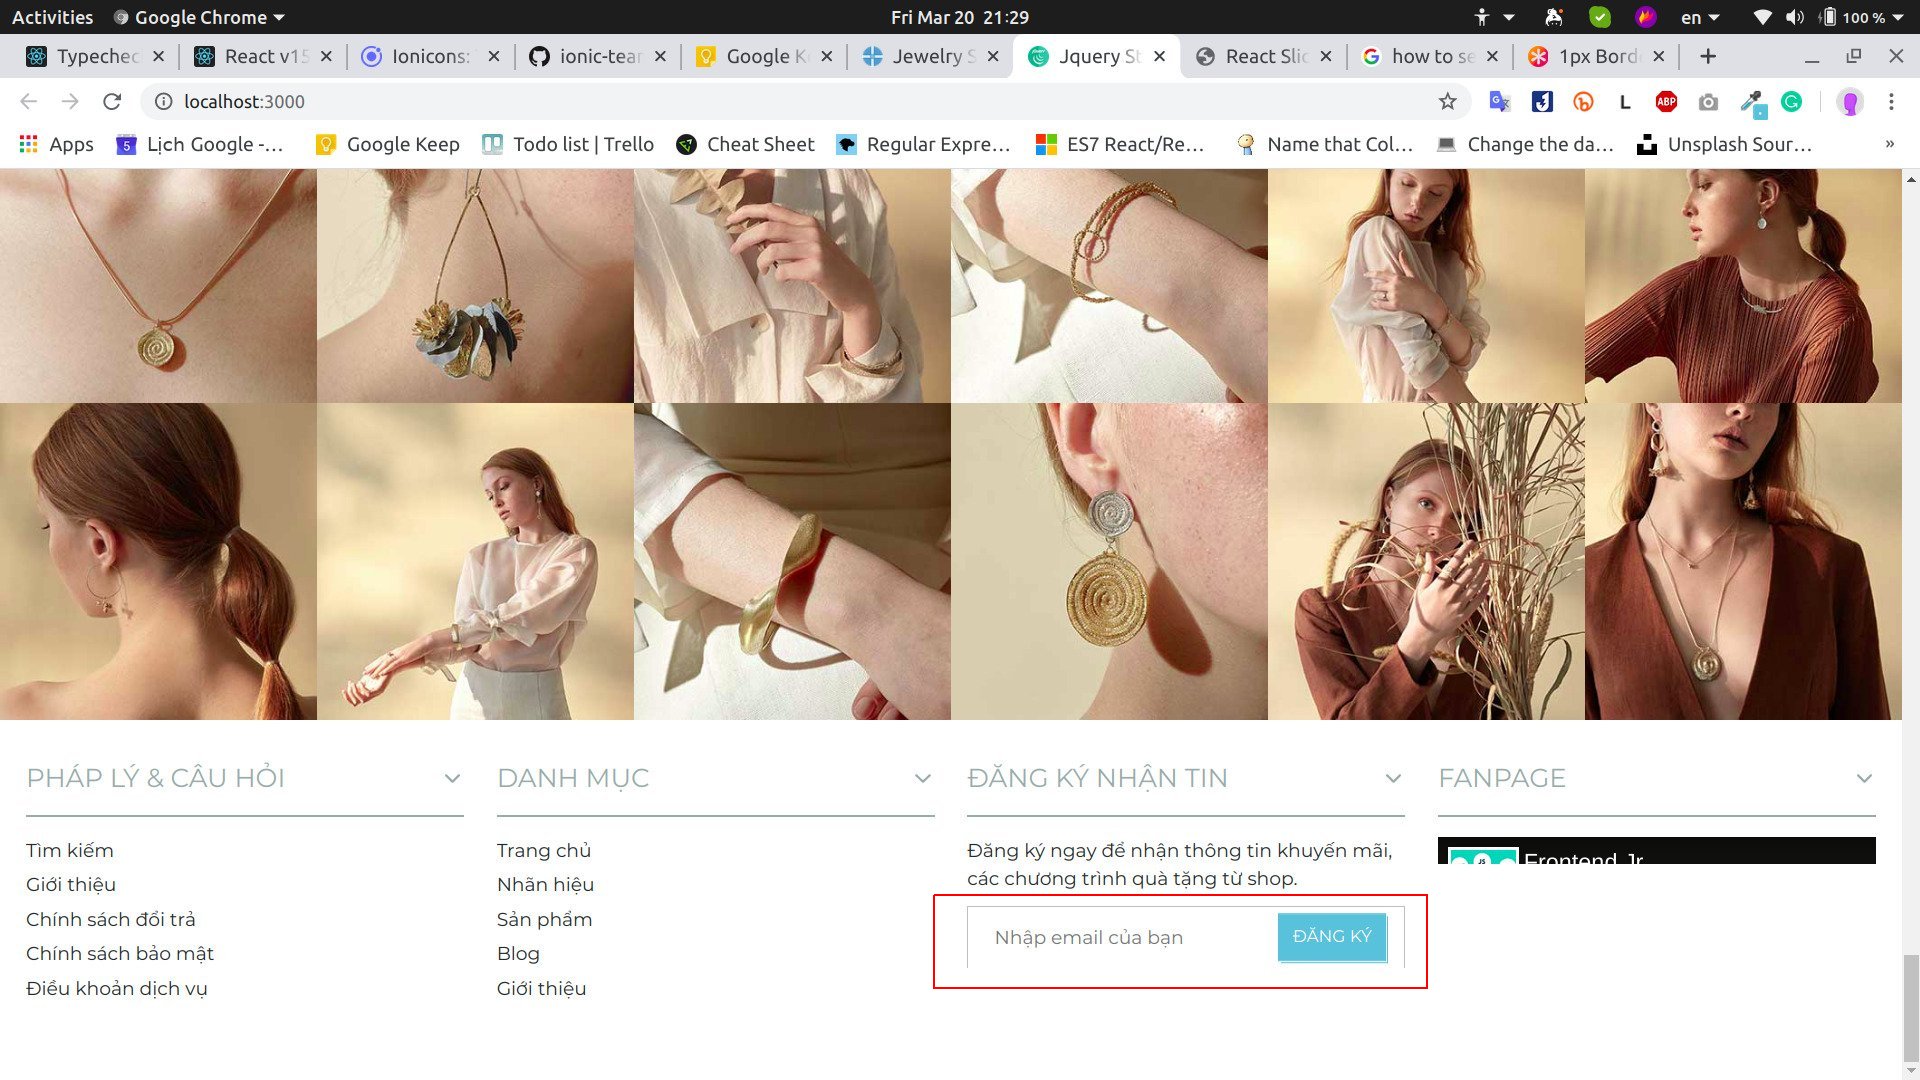 Activities Google Chrome Fri Mar 20 21:29 en 100 %
Typechec React v15 Ionicons: ionic-tear Google K Jewelry S Jquery St React Slic how to se 1px Bord
localhost:3000 L ABP
Apps 5 Lịch Google -... Google Keep Todo list | Trello Cheat Sheet Regular Expre... ES7 React/Re... Name that Col... Change the da... Unsplash Sour... »
PHÁP LÝ & CÂU HỎI
Tìm kiếm
Giới thiệu
Chính sách đổi trả
Chính sách bảo mật
Điều khoản dịch vụ
DANH MỤC
Trang chủ
Nhãn hiệu
Sản phẩm
Blog
Giới thiệu
ĐĂNG KÝ NHẬN TIN
Đăng ký ngay để nhận thông tin khuyến mãi,
các chương trình quà tặng từ shop.
Nhập email của bạn ĐĂNG KÝ
FANPAGE
JS Frontend Jr